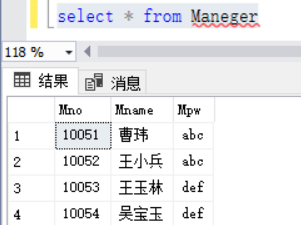 select * from Maneger
118 %
结果 消息
Mno Mname Mpw
1 10051 曹玮 abc
2 10052 王小兵 abc
3 10053 王玉林 def
4 10054 吴宝玉 def